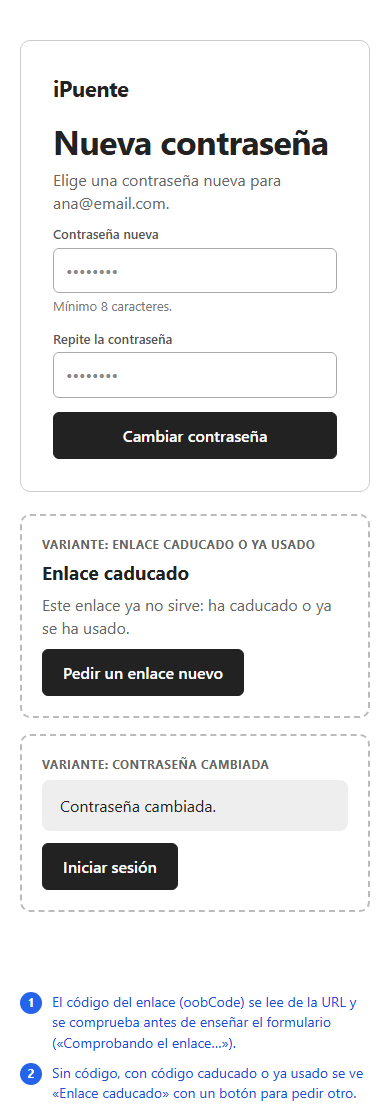 iPuente
Nueva contraseña
Elige una contraseña nueva para
ana@email.com.
Contraseña nueva
••••••••
Mínimo 8 caracteres.
Repite la contraseña
••••••••
Cambiar contraseña
VARIANTE: ENLACE CADUCADO O YA USADO
Enlace caducado
Este enlace ya no sirve: ha caducado o ya
se ha usado.
Pedir un enlace nuevo
VARIANTE: CONTRASEÑA CAMBIADA
Contraseña cambiada.
Iniciar sesión
1 El código del enlace (oobCode) se lee de la URL y
se comprueba antes de enseñar el formulario
(«Comprobando el enlace…»).
2 Sin código, con código caducado o ya usado se ve
«Enlace caducado» con un botón para pedir otro.